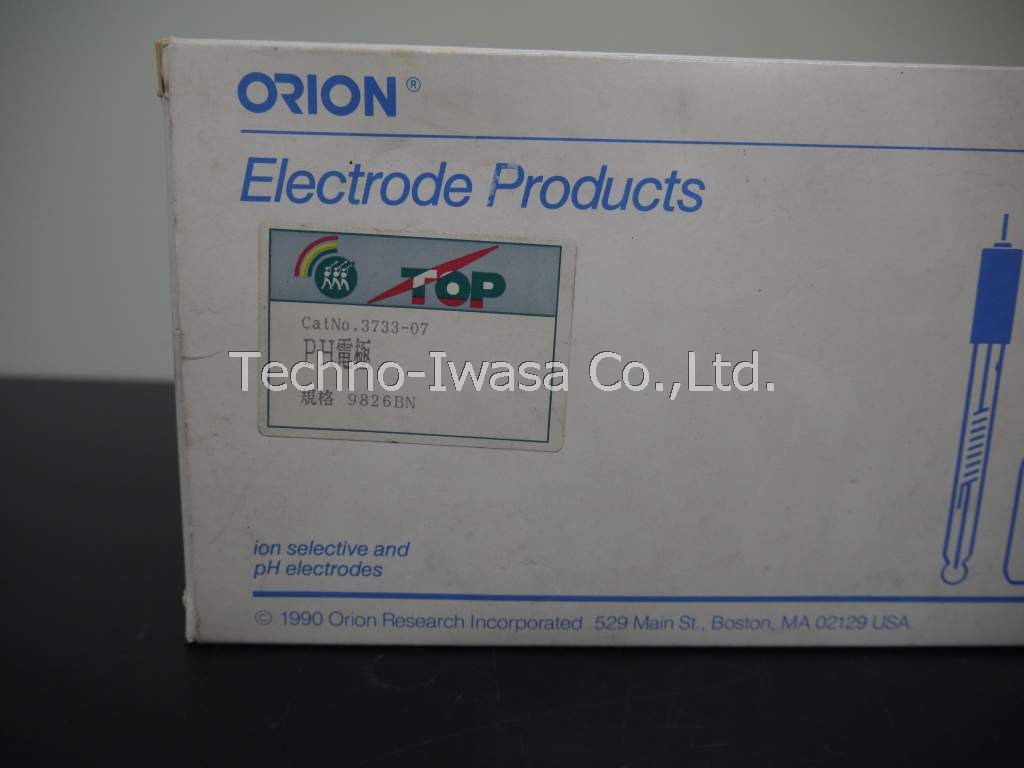 ORION®
Electrode Products
TOP
CatNo.3733-07
PH電極
Techno-Iwasa Co.,Ltd.
規格 9826BN
ion selective and
pH electrodes
© 1990 Orion Research Incorporated 529 Main St., Boston, MA 02129 USA